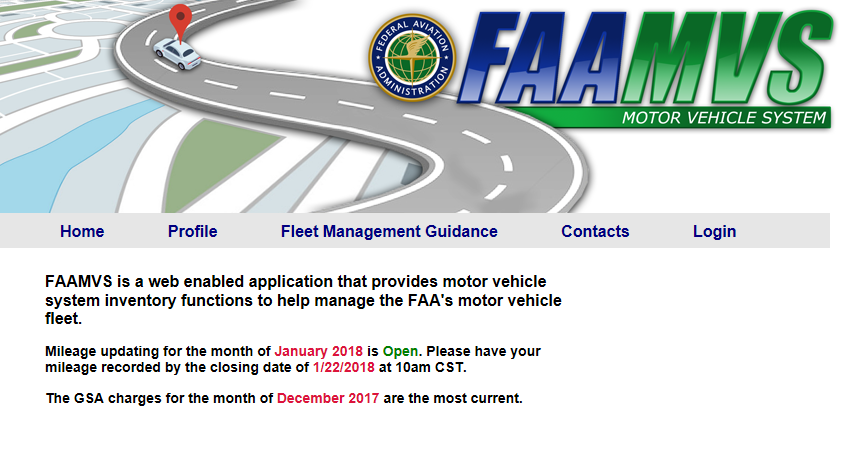 FEDERAL AVIATION
ADMINISTRATION
FAAMVS
MOTOR VEHICLE SYSTEM
Home Profile Fleet Management Guidance Contacts Login
FAAMVS is a web enabled application that provides motor vehicle
system inventory functions to help manage the FAA's motor vehicle
fleet.
Mileage updating for the month of January 2018 is Open. Please have your
mileage recorded by the closing date of 1/22/2018 at 10am CST.
The GSA charges for the month of December 2017 are the most current.